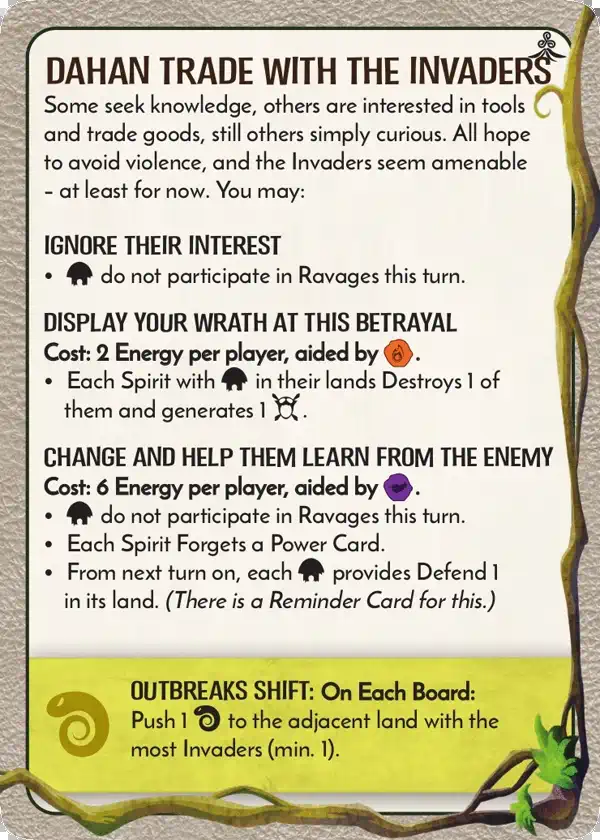 DAHAN TRADE WITH THE INVADERS
Some seek knowledge, others are interested in tools
and trade goods, still others simply curious. All hope
to avoid violence, and the Invaders seem amenable
– at least for now. You may:
IGNORE THEIR INTEREST
• do not participate in Ravages this turn.
DISPLAY YOUR WRATH AT THIS BETRAYAL
Cost: 2 Energy per player, aided by .
• Each Spirit with in their lands Destroys 1 of
them and generates 1 .
CHANGE AND HELP THEM LEARN FROM THE ENEMY
Cost: 6 Energy per player, aided by .
• do not participate in Ravages this turn.
• Each Spirit Forgets a Power Card.
• From next turn on, each provides Defend 1
in its land. (There is a Reminder Card for this.)
OUTBREAKS SHIFT: On Each Board:
Push 1 to the adjacent land with the
most Invaders (min. 1).